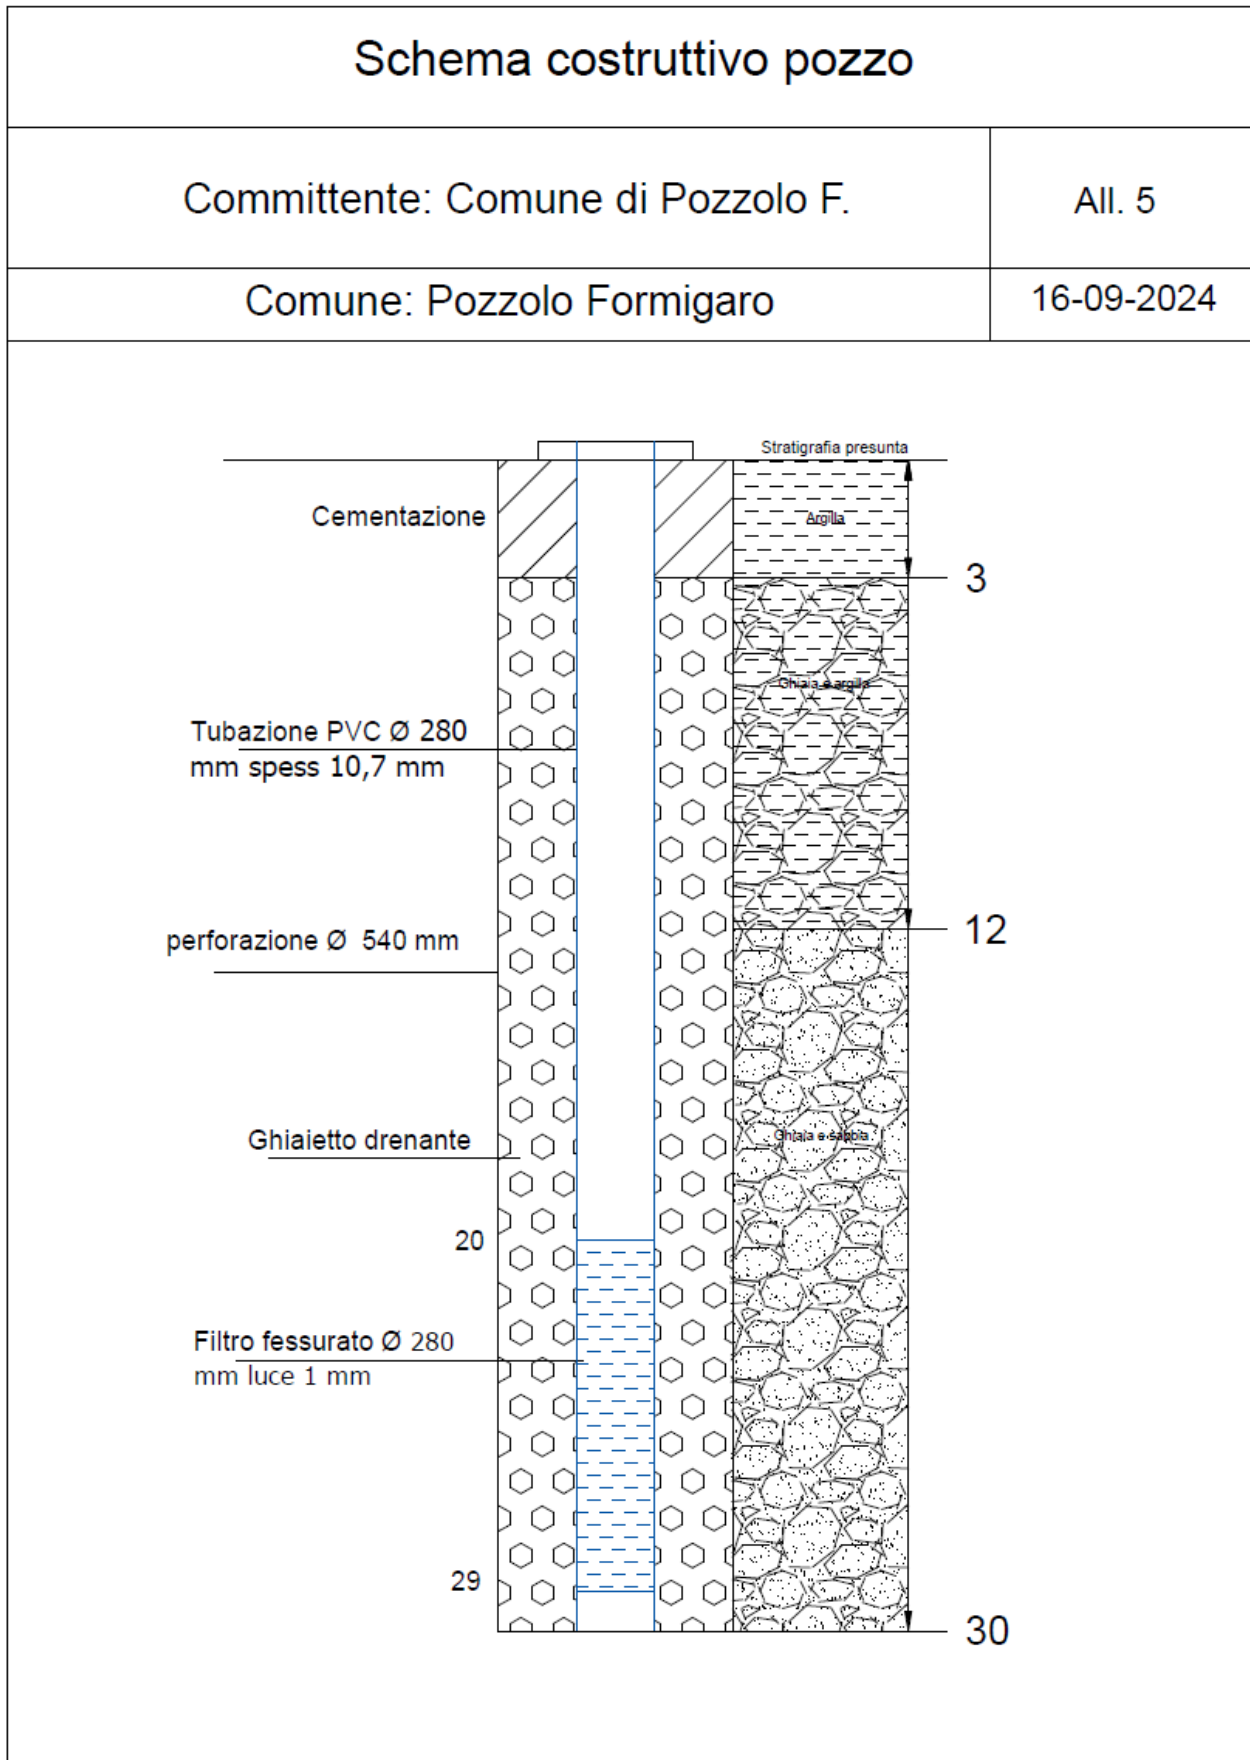 Schema costruttivo pozzo
Committente: Comune di Pozzolo F.
All. 5
Comune: Pozzolo Formigaro
16-09-2024
Stratigrafia presunta
Cementazione
Argilla
3
Ghiaia e argilla
Tubazione PVC Ø 280
mm spess 10,7 mm
12
perforazione Ø 540 mm
Ghiaia e sabbia
Ghiaietto drenante
20
Filtro fessurato Ø 280
mm luce 1 mm
29
30